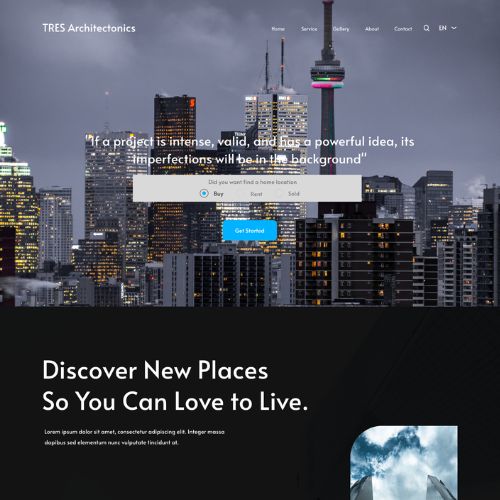 TRES Architectonics
Home Service Gellery About Contact EN
"If a project is intense, valid, and has a powerful idea, its
imperfections will be in the background"
Did you want find a home location
Buy Rent Sold
Get Started
Discover New Places
So You Can Love to Live.
Lorem ipsum dolor sit amet, consectetur adipiscing elit. Integer massa
dapibus sed elementum nunc vulputate tincidunt at.